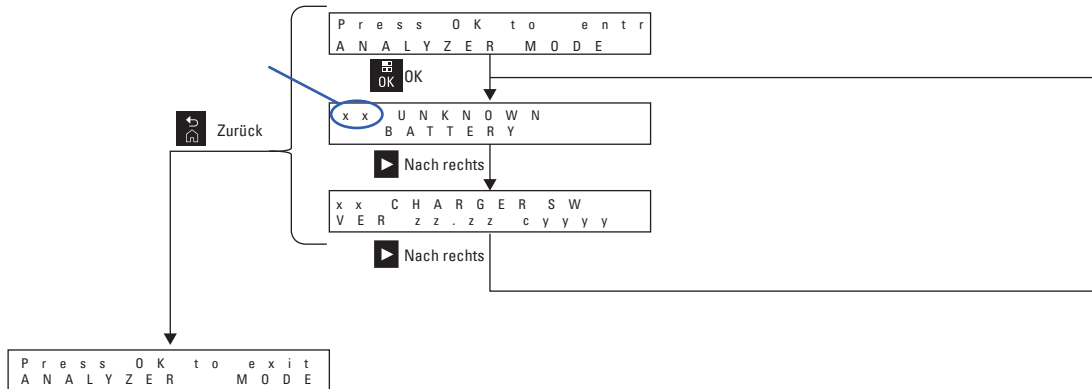 Press OK to entr
ANALYZER MODE
OK OK
xx UNKNOWN
BATTERY
Zurück
Nach rechts
xx CHARGER SW
VER zz.zz cyyyy
Nach rechts
Press OK to exit
ANALYZER MODE